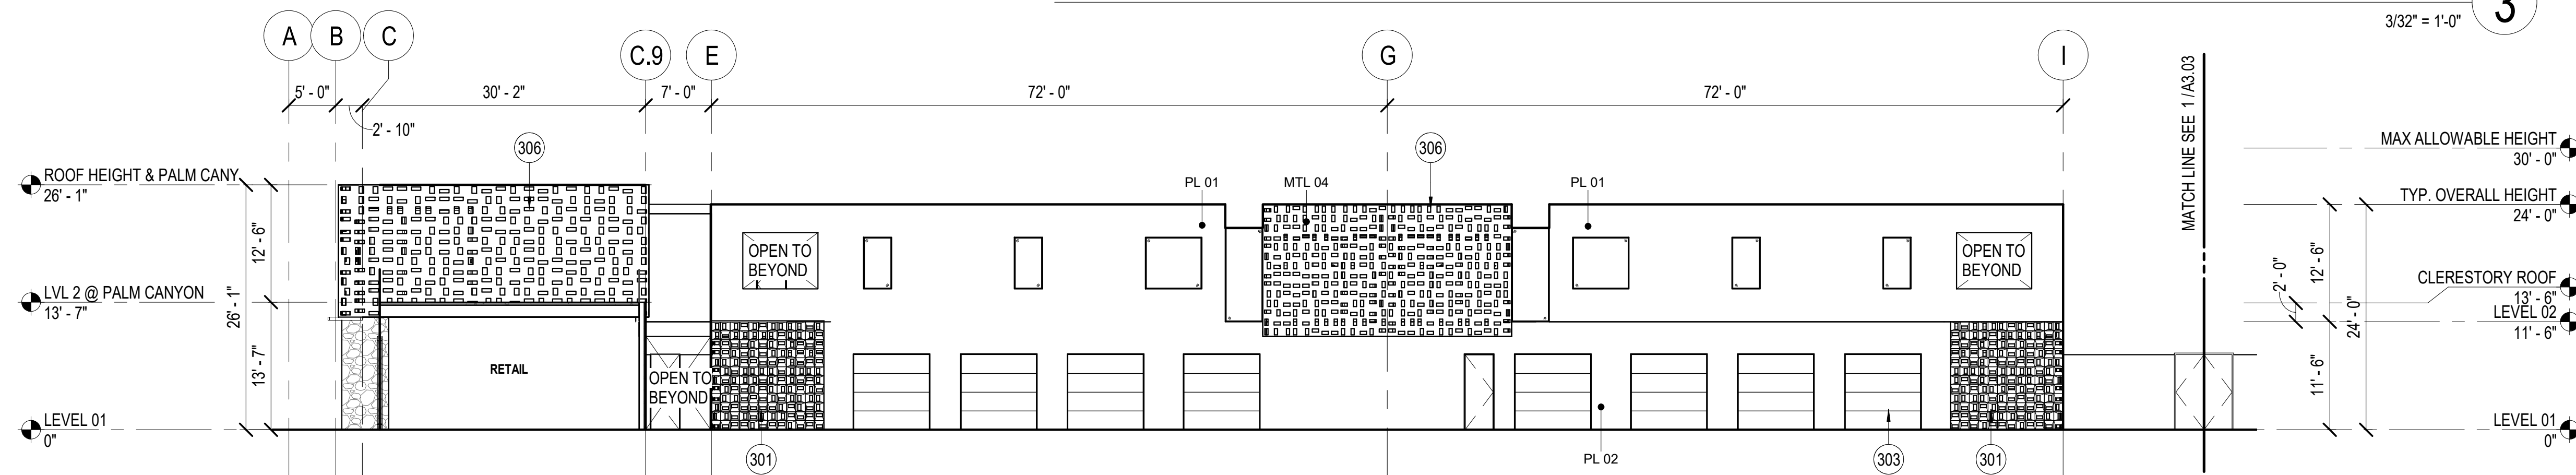 3
3/32" = 1'-0"
A
B
C
C.9
E
G
I
5' - 0"
30' - 2"
7' - 0"
72' - 0"
72' - 0"
2' - 10"
MATCH LINE SEE 1 /A3.03
306
306
MAX ALLOWABLE HEIGHT
30' - 0"
ROOF HEIGHT & PALM CANY
26' - 1"
PL 01
MTL 04
PL 01
TYP. OVERALL HEIGHT
24' - 0"
12' - 6"
OPEN TO
BEYOND
OPEN TO
BEYOND
12' - 6"
2' - 0"
CLERESTORY ROOF
13' - 6"
LVL 2 @ PALM CANYON
13' - 7"
26' - 1"
24' - 0"
LEVEL 02
11' - 6"
13' - 7"
RETAIL
OPEN TO
BEYOND
11' - 6"
LEVEL 01
0"
LEVEL 01
0"
301
PL 02
303
301